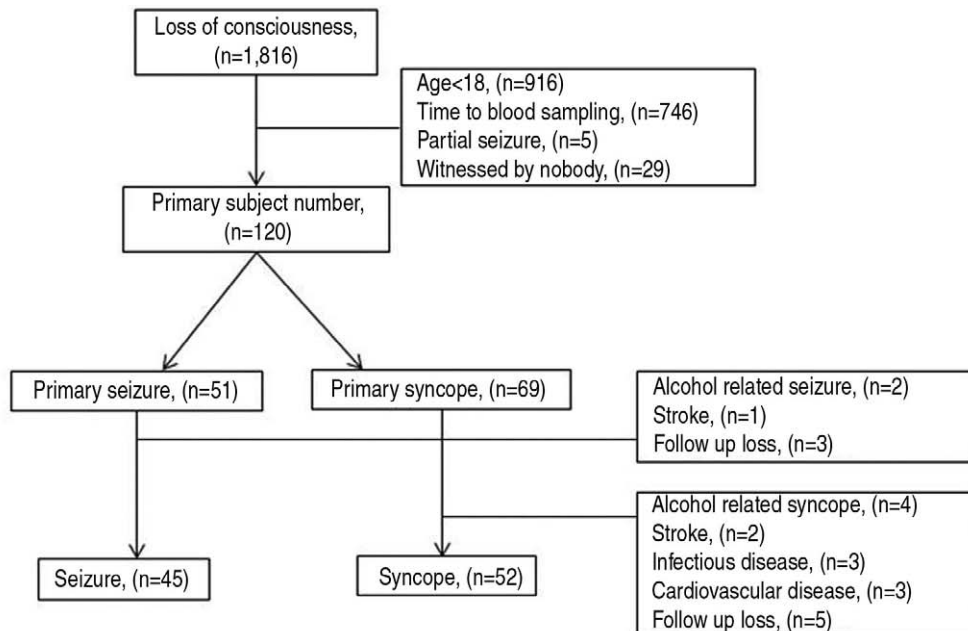 Loss of consciousness,
(n=1,816)
Age<18, (n=916)
Time to blood sampling, (n=746)
Partial seizure, (n=5)
Witnessed by nobody, (n=29)
Primary subject number,
(n=120)
Primary seizure, (n=51)
Primary syncope, (n=69)
Alcohol related seizure, (n=2)
Stroke, (n=1)
Follow up loss, (n=3)
Alcohol related syncope, (n=4)
Stroke, (n=2)
Infectious disease, (n=3)
Cardiovascular disease, (n=3)
Follow up loss, (n=5)
Seizure, (n=45)
Syncope, (n=52)